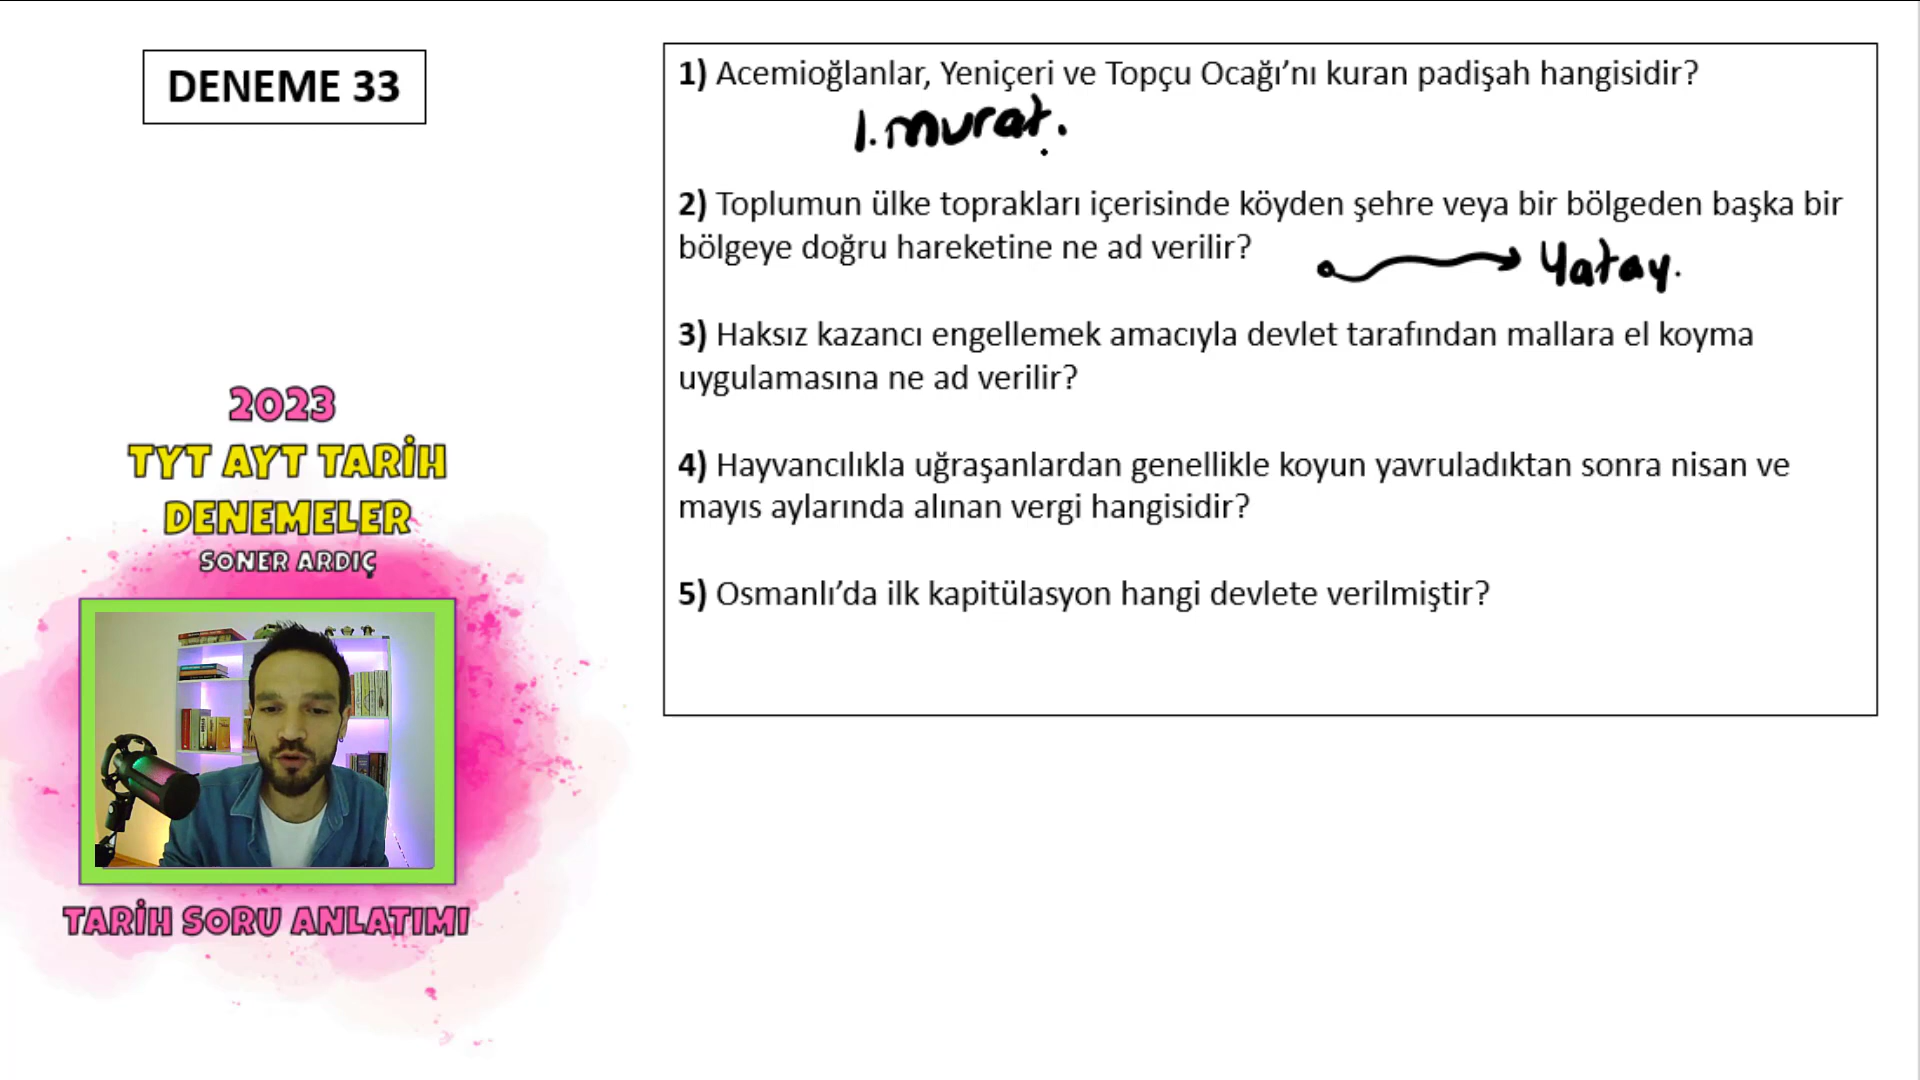 DENEME 33
1) Acemioğlanlar, Yeniçeri ve Topçu Ocağı’nı kuran padişah hangisidir?
1. murat.
2) Toplumun ülke toprakları içerisinde köyden şehre veya bir bölgeden başka bir
bölgeye doğru hareketine ne ad verilir?
Yatay.
3) Haksız kazancı engellemek amacıyla devlet tarafından mallara el koyma
uygulamasına ne ad verilir?
4) Hayvancılıkla uğraşanlardan genellikle koyun yavruladıktan sonra nisan ve
mayıs aylarında alınan vergi hangisidir?
5) Osmanlı’da ilk kapitülasyon hangi devlete verilmiştir?
2023
TYT AYT TARİH
DENEMELER
SONER ARDIÇ
TARİH SORU ANLATIMI